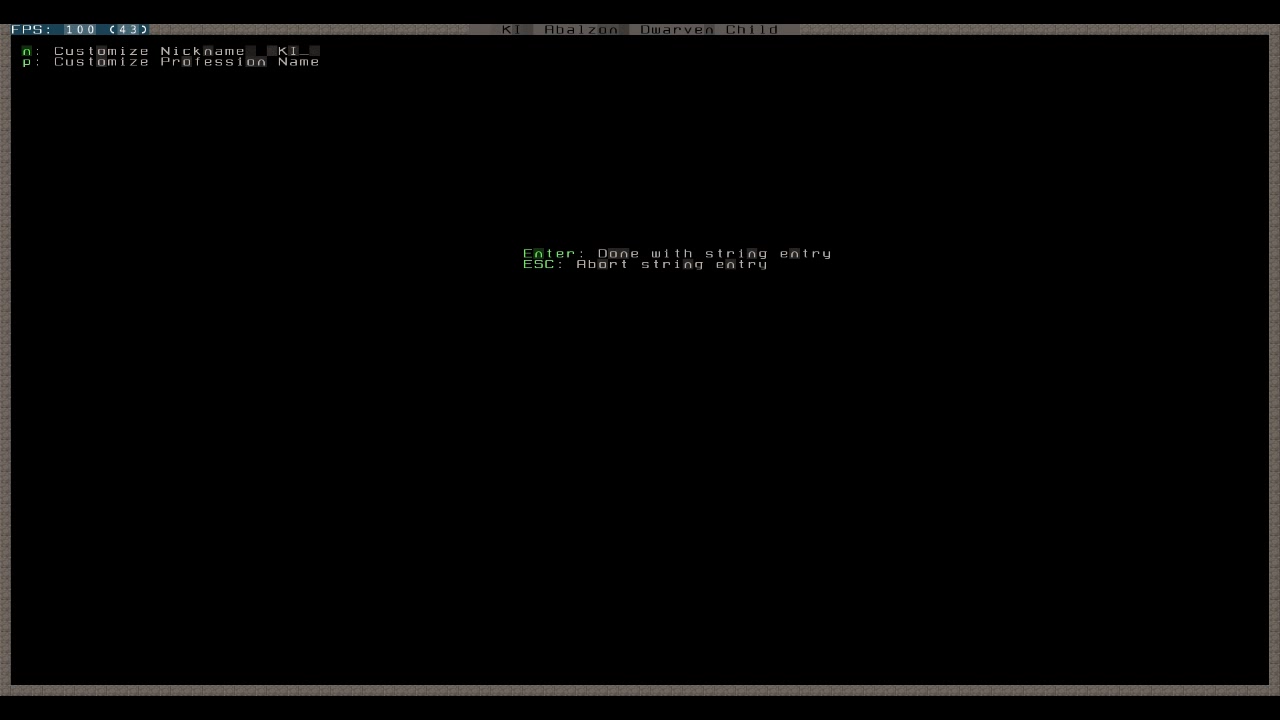 FPS: 100 (43)
KI Abalzon Dwarven Child
n: Customize Nickname KI_
p: Customize Profession Name
Enter: Done with string entry
ESC: Abort string entry